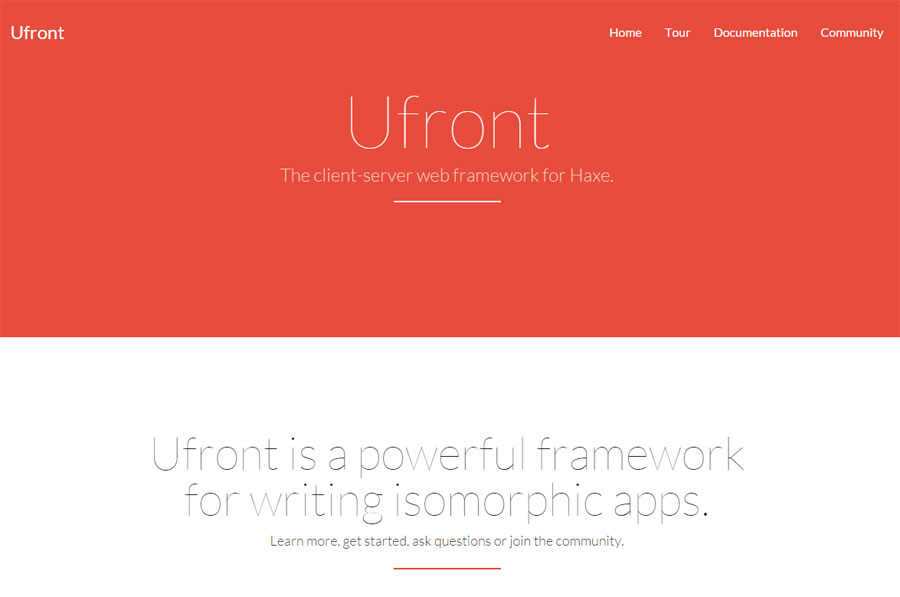 Ufront
Home Tour Documentation Community
Ufront
The client-server web framework for Haxe.
Ufront is a powerful framework
for writing isomorphic apps.
Learn more, get started, ask questions or join the community.